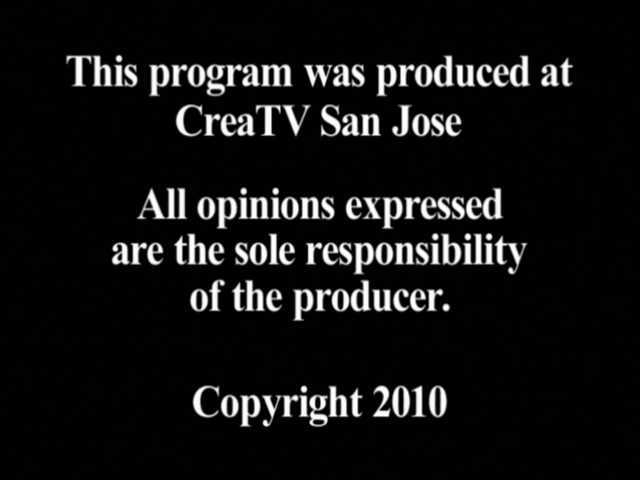 This program was produced at
CreaTV San Jose
All opinions expressed
are the sole responsibility
of the producer.
Copyright 2010